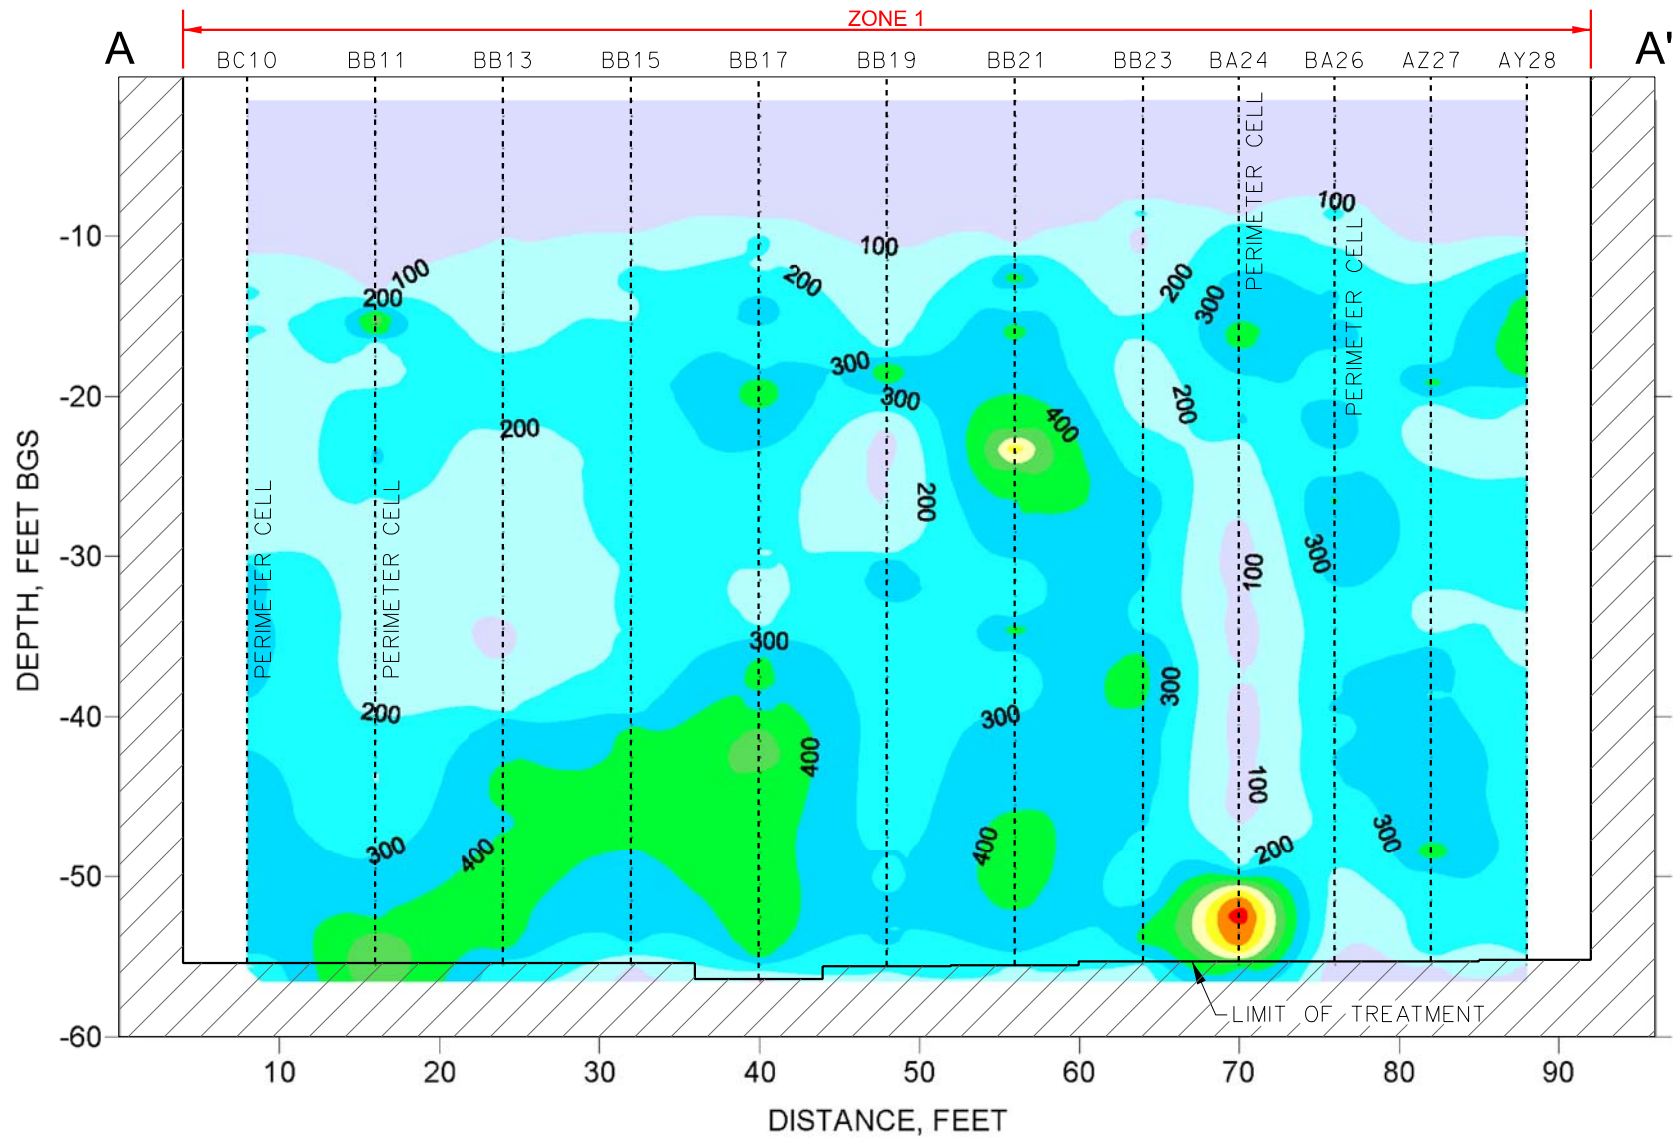 ZONE 1
A
A'
BC10 BB11 BB13 BB15 BB17 BB19 BB21 BB23 BA24 BA26 AZ27 AY28
PERIMETER CELL
PERIMETER CELL
PERIMETER CELL
PERIMETER CELL
100
100
100
200
200
200
300
300
300
200
400
200
200
300
100
300
300
200
300
400
100
300
400
400
200
300
300
-10
-20
-30
-40
-50
-60
DEPTH, FEET BGS
LIMIT OF TREATMENT
10 20 30 40 50 60 70 80 90
DISTANCE, FEET